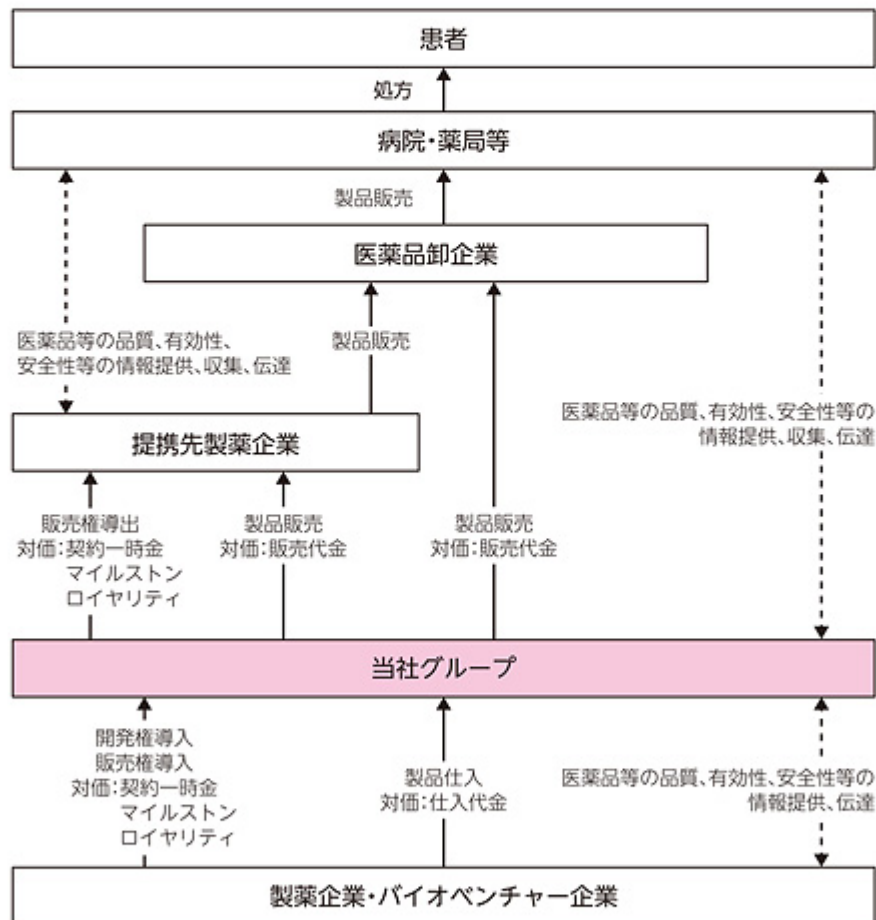 患者
処方
病院・薬局等
製品販売
医薬品卸企業
医薬品等の品質、有効性、
安全性等の情報提供、収集、伝達
製品販売
医薬品等の品質、有効性、安全性等の
情報提供、収集、伝達
提携先製薬企業
販売権導出
対価：契約一時金
マイルストン
ロイヤリティ
製品販売
対価：販売代金
製品販売
対価：販売代金
当社グループ
開発権導入
販売権導入
対価：契約一時金
マイルストン
ロイヤリティ
製品仕入
対価：仕入代金
医薬品等の品質、有効性、安全性等の
情報提供、伝達
製薬企業・バイオベンチャー企業